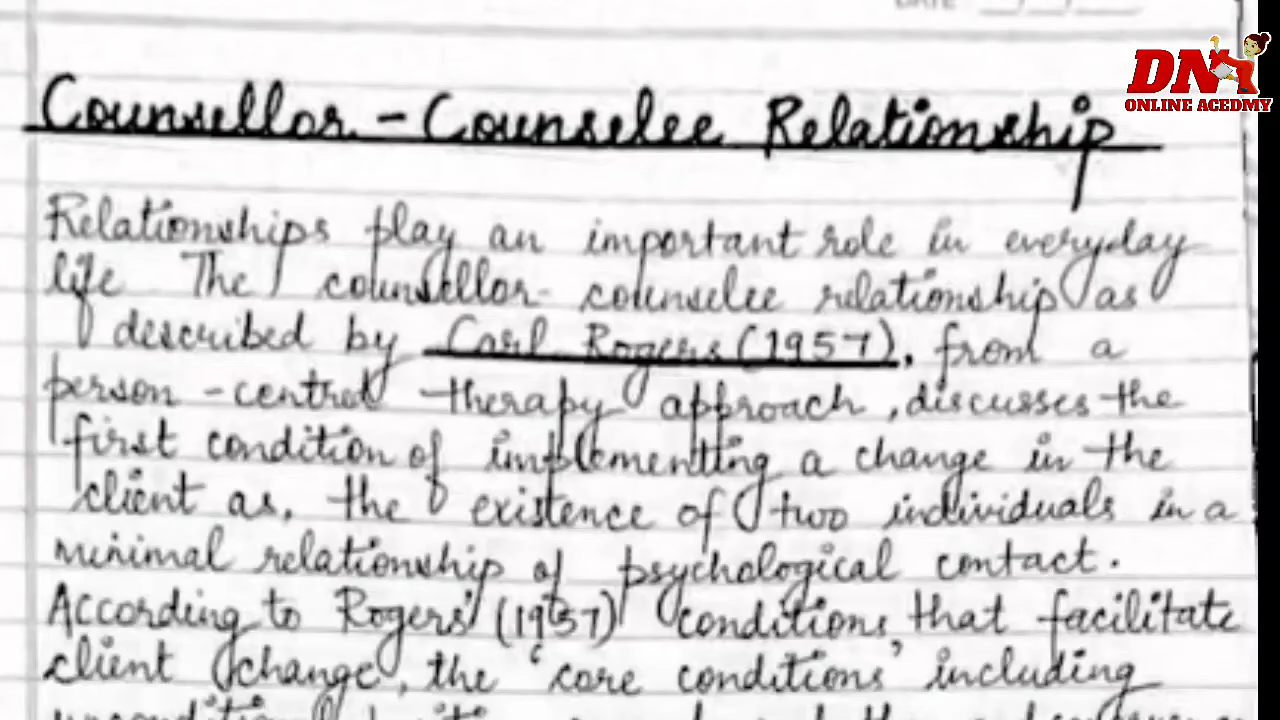 DATE
DNA
ONLINE ACEDMY
Counsellor - Counselee Relationship
Relationships play an important role in everyday
life. The counsellor- counselee relationship as
described by Carl Rogers (1957), from a
person-centred therapy approach, discusses the
first condition of implementing a change in the
client as, the existence of two individuals in a
minimal relationship of psychological contact.
According to Rogers' (1957) conditions that facilitate
client change, the 'core conditions' including